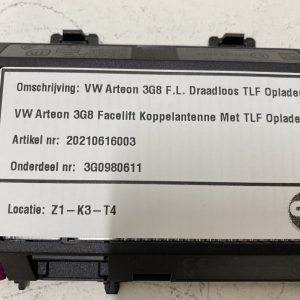 Omschrijving: VW Arteon 3G8 F.L. Draadloos TLF Oplader
VW Arteon 3G8 Facelift Koppelantenne Met TLF Oplader
Artikel nr: 20210616003
Onderdeel nr: 3G0980611
Locatie: Z1-K3-T4